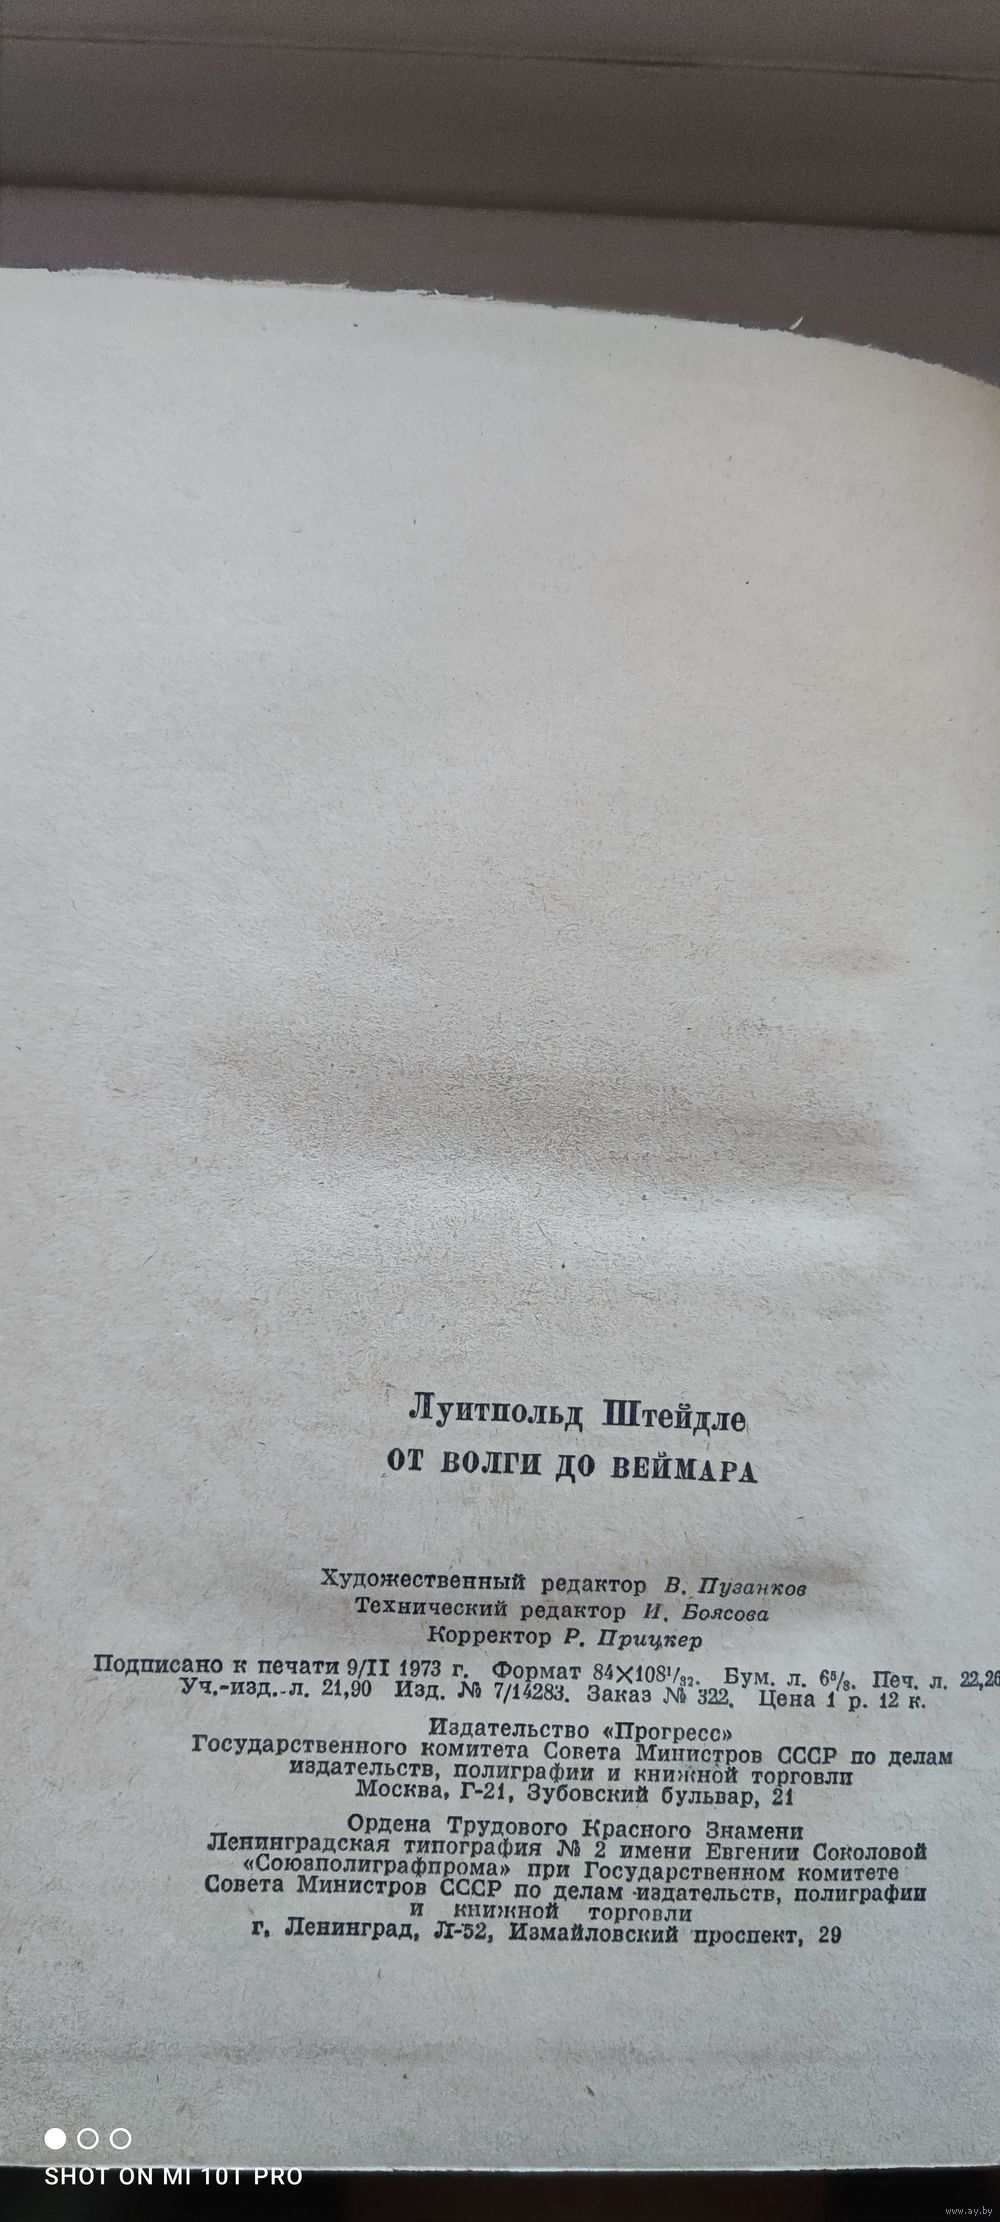 Луитпольд Штейдле
ОТ ВОЛГИ ДО ВЕЙМАРА
Художественный редактор В. Пузанков
Технический редактор И. Боясова
Корректор Р. Прицкер
Подписано к печати 9/II 1973 г. Формат 84×108¹/₃₂. Бум. л. 6⁵/₈. Печ. л. 22,26
Уч.-изд. л. 21,90 Изд. № 7/14283. Заказ № 322. Цена 1 р. 12 к.
Издательство «Прогресс»
Государственного комитета Совета Министров СССР по делам
издательств, полиграфии и книжной торговли
Москва, Г-21, Зубовский бульвар, 21
Ордена Трудового Красного Знамени
Ленинградская типография № 2 имени Евгении Соколовой
«Союзполиграфпрома» при Государственном комитете
Совета Министров СССР по делам издательств, полиграфии
и книжной торговли
г. Ленинград, Л-52, Измайловский проспект, 29
SHOT ON MI 10T PRO
www.ay.by